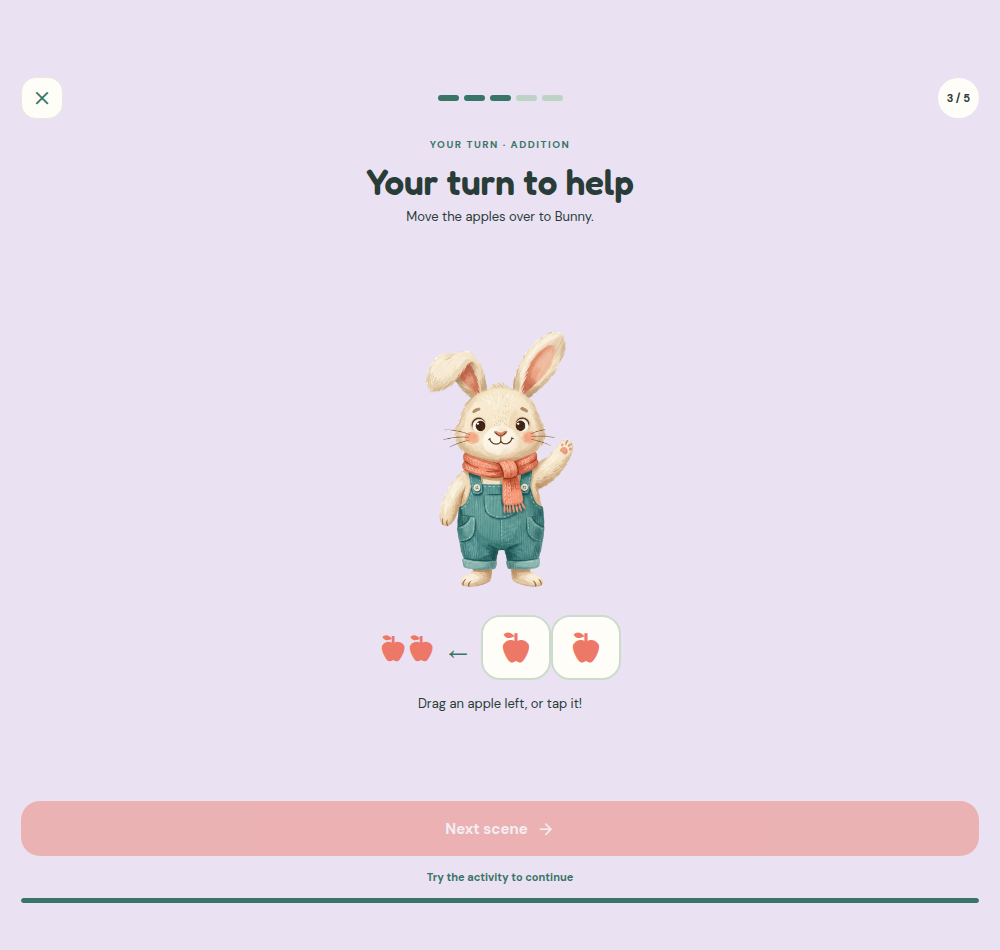 3 / 5
YOUR TURN · ADDITION
Your turn to help
Move the apples over to Bunny.
←
Drag an apple left, or tap it!
Next scene →
Try the activity to continue